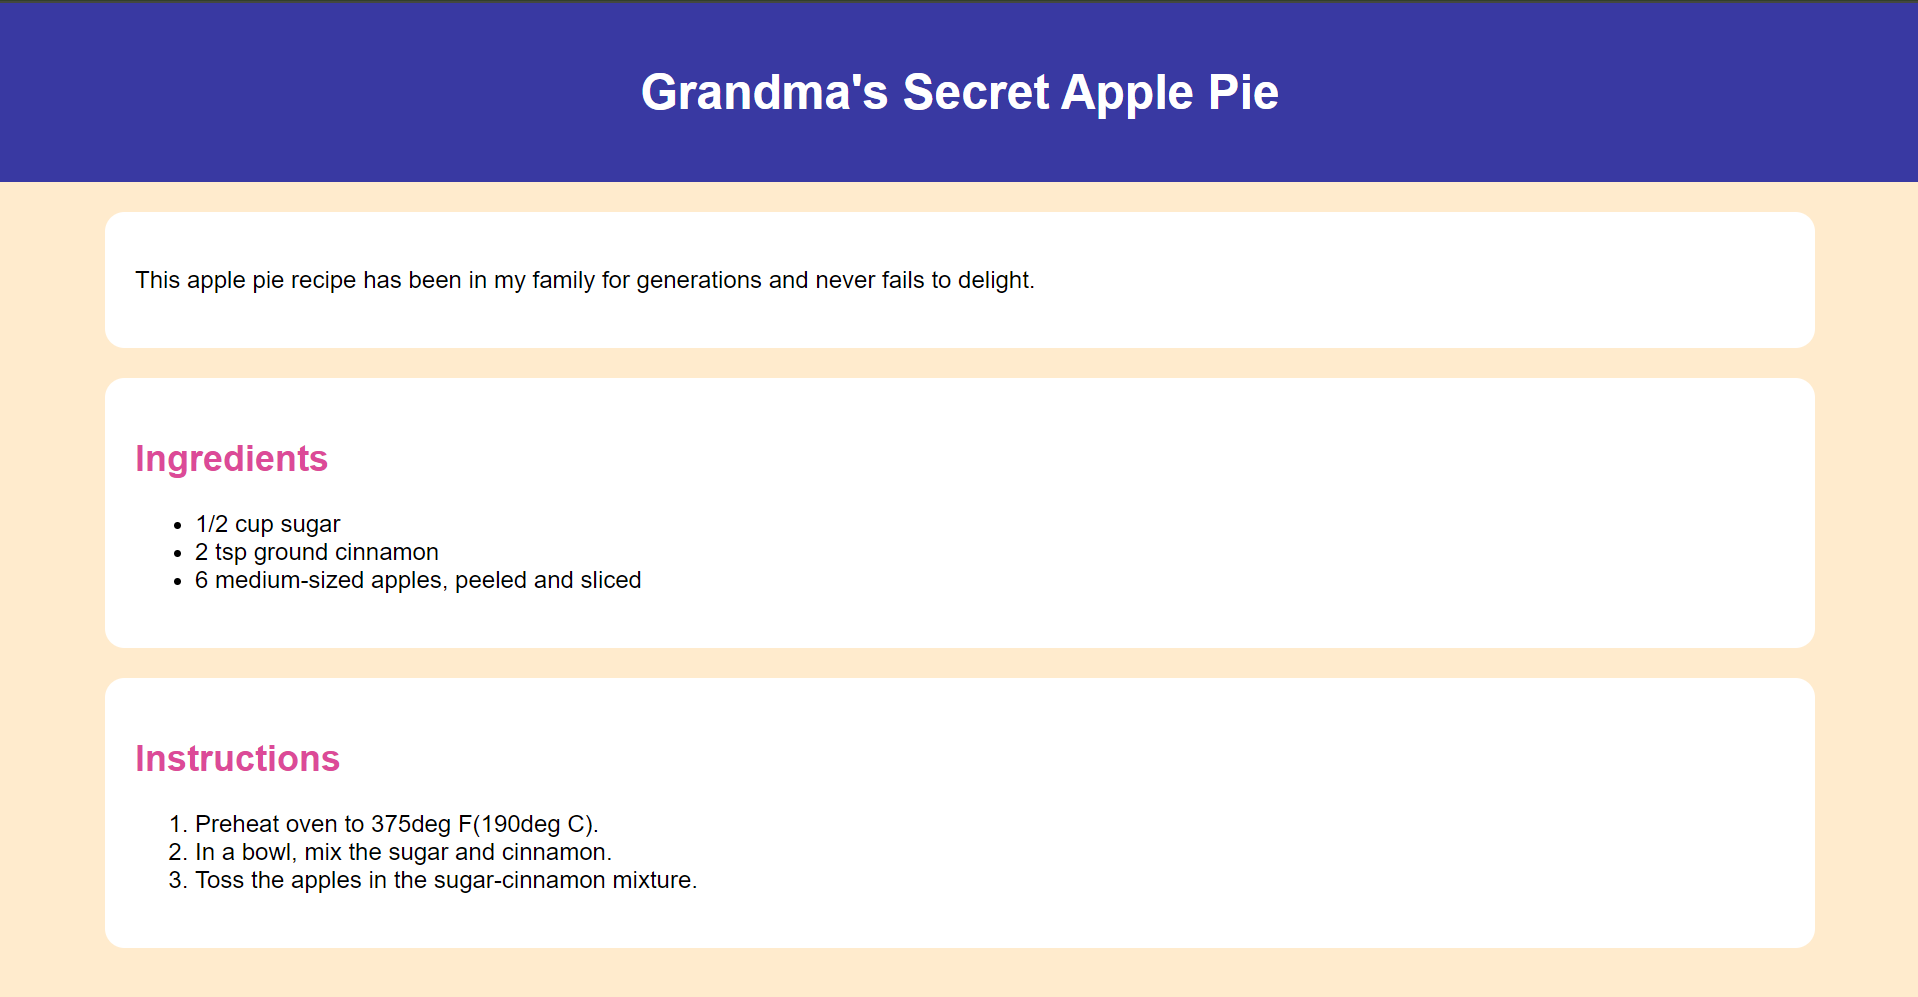 Grandma's Secret Apple Pie
This apple pie recipe has been in my family for generations and never fails to delight.
Ingredients
• 1/2 cup sugar
• 2 tsp ground cinnamon
• 6 medium-sized apples, peeled and sliced
Instructions
1. Preheat oven to 375deg F(190deg C).
2. In a bowl, mix the sugar and cinnamon.
3. Toss the apples in the sugar-cinnamon mixture.